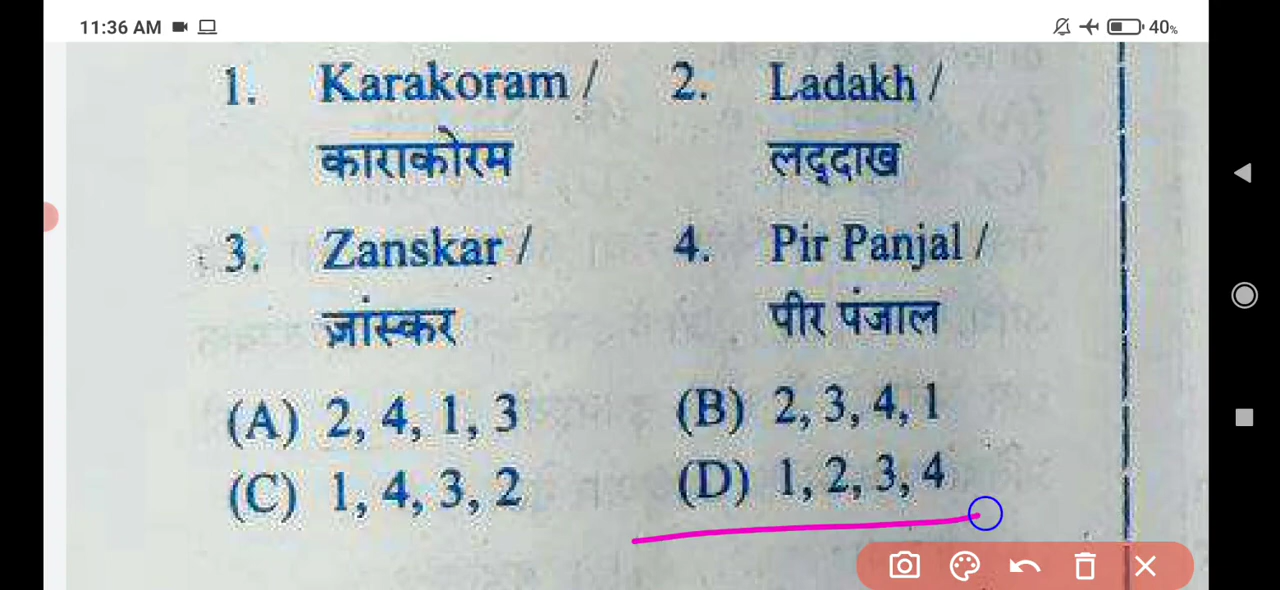 11:36 AM 40%
1. Karakoram / 2. Ladakh /
काराकोरम लद्दाख
3. Zanskar / 4. Pir Panjal /
ज़ांस्कर पीर पंजाल
(A) 2, 4, 1, 3 (B) 2, 3, 4, 1
(C) 1, 4, 3, 2 (D) 1, 2, 3, 4